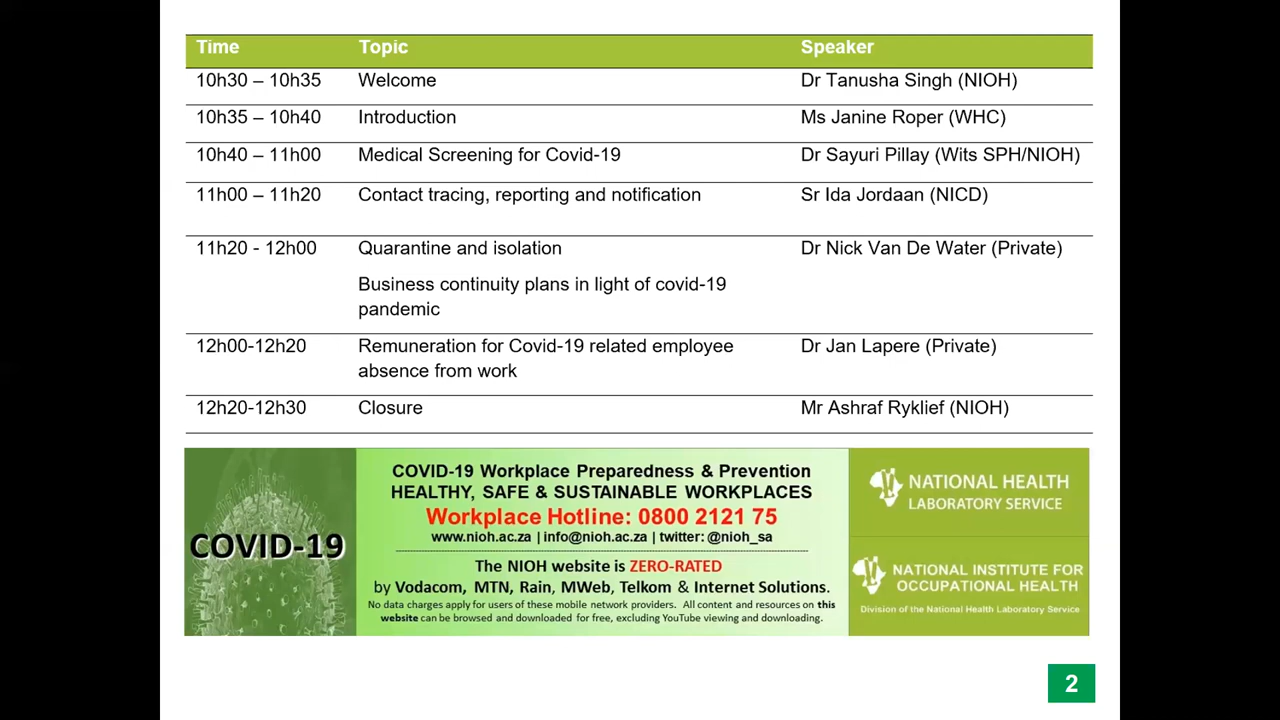 Time Topic Speaker
10h30 – 10h35 Welcome Dr Tanusha Singh (NIOH)
10h35 – 10h40 Introduction Ms Janine Roper (WHC)
10h40 – 11h00 Medical Screening for Covid-19 Dr Sayuri Pillay (Wits SPH/NIOH)
11h00 – 11h20 Contact tracing, reporting and notification Sr Ida Jordaan (NICD)
11h20 - 12h00 Quarantine and isolation Dr Nick Van De Water (Private)
Business continuity plans in light of covid-19
pandemic
12h00-12h20 Remuneration for Covid-19 related employee Dr Jan Lapere (Private)
absence from work
12h20-12h30 Closure Mr Ashraf Ryklief (NIOH)
COVID-19
COVID-19 Workplace Preparedness & Prevention
HEALTHY, SAFE & SUSTAINABLE WORKPLACES
Workplace Hotline: 0800 2121 75
www.nioh.ac.za | info@nioh.ac.za | twitter: @nioh_sa
The NIOH website is ZERO-RATED
by Vodacom, MTN, Rain, MWeb, Telkom & Internet Solutions.
No data charges apply for users of these mobile network providers. All content and resources on this
website can be browsed and downloaded for free, excluding YouTube viewing and downloading.
NATIONAL HEALTH
LABORATORY SERVICE
NATIONAL INSTITUTE FOR
OCCUPATIONAL HEALTH
Division of the National Health Laboratory Service
2